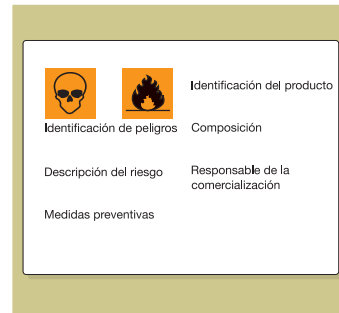 Identificación de peligros
Descripción del riesgo
Medidas preventivas
Identificación del producto
Composición
Responsable de la
comercialización